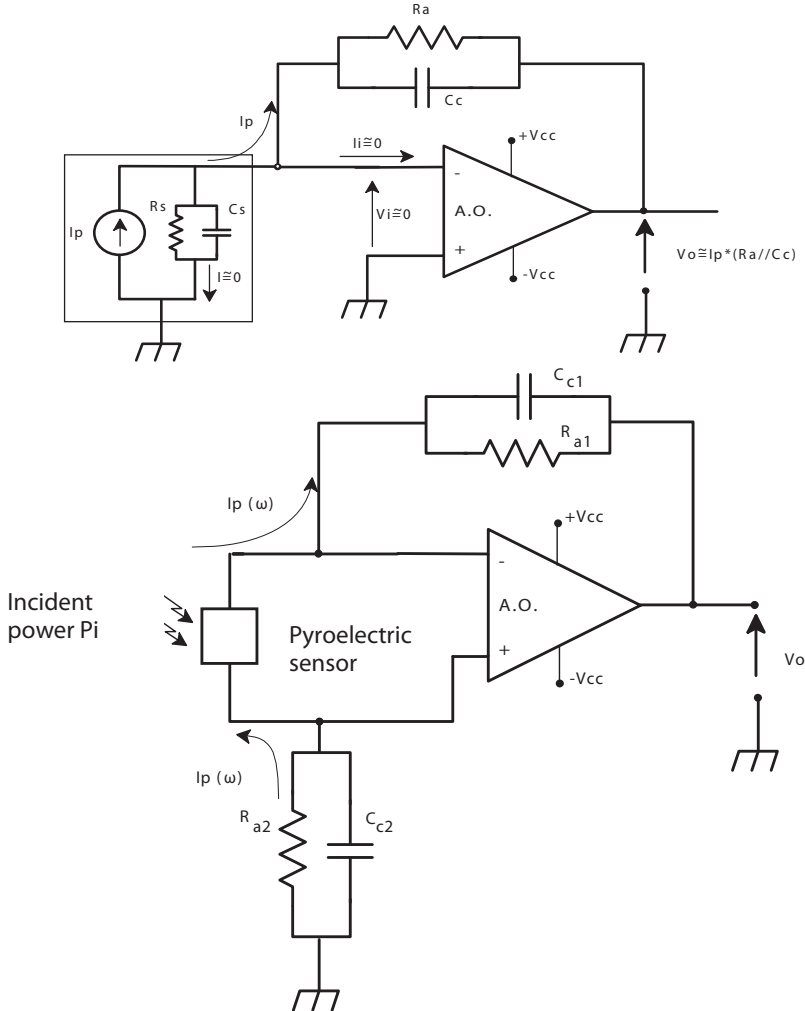 Ra
Cc
Ip
+Vcc
Ii≅0
-
Rs
Cs
Ip
Vi≅0
A.O.
Vo≅Ip*(Ra//Cc)
+
I≅0
-Vcc
Cc1
Ra1
Ip (ω)
+Vcc
-
Incident
power Pi
A.O.
Pyroelectric
sensor
+
Vo
-Vcc
Ip (ω)
Ra2
Cc2